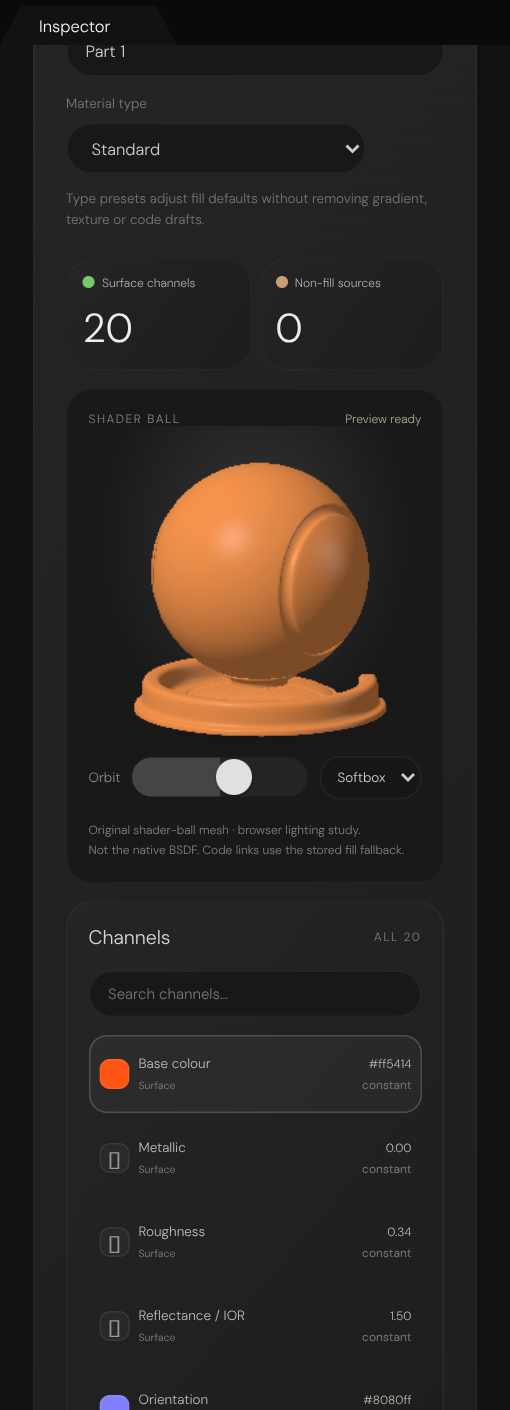 Inspector
Part 1
Material type
Standard
Type presets adjust fill defaults without removing gradient,
texture or code drafts.
Surface channels
20
Non-fill sources
0
SHADER BALL
Preview ready
Orbit
Softbox
Original shader-ball mesh · browser lighting study.
Not the native BSDF. Code links use the stored fill fallback.
Channels
ALL 20
Search channels...
Base colour
#ff5414
Surface
constant
Metallic
0.00
Surface
constant
Roughness
0.34
Surface
constant
Reflectance / IOR
1.50
Surface
constant
Orientation
#8080ff